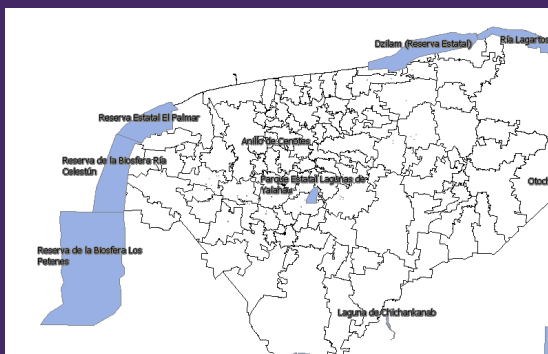 Dzilam (Reserva Estatal)
Ría Lagartos
Reserva Estatal El Palmar
Anillo de Cenotes
Reserva de la Biosfera Ría
Celestún
Parque Estatal Lagunas de
Yalahau
Otoch
Reserva de la Biosfera Los
Petenes
Laguna de Chichankanab